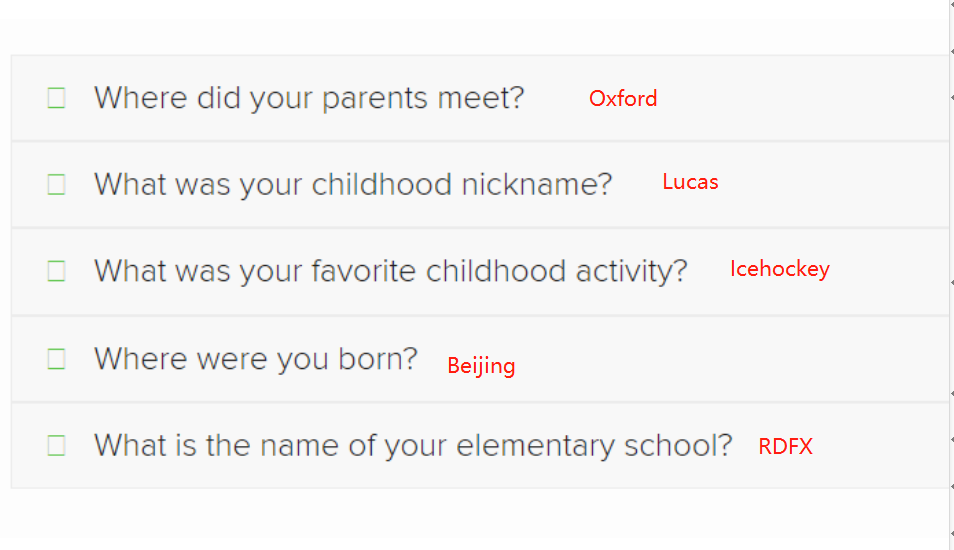 Where did your parents meet? Oxford
What was your childhood nickname? Lucas
What was your favorite childhood activity? Icehockey
Where were you born? Beijing
What is the name of your elementary school? RDFX